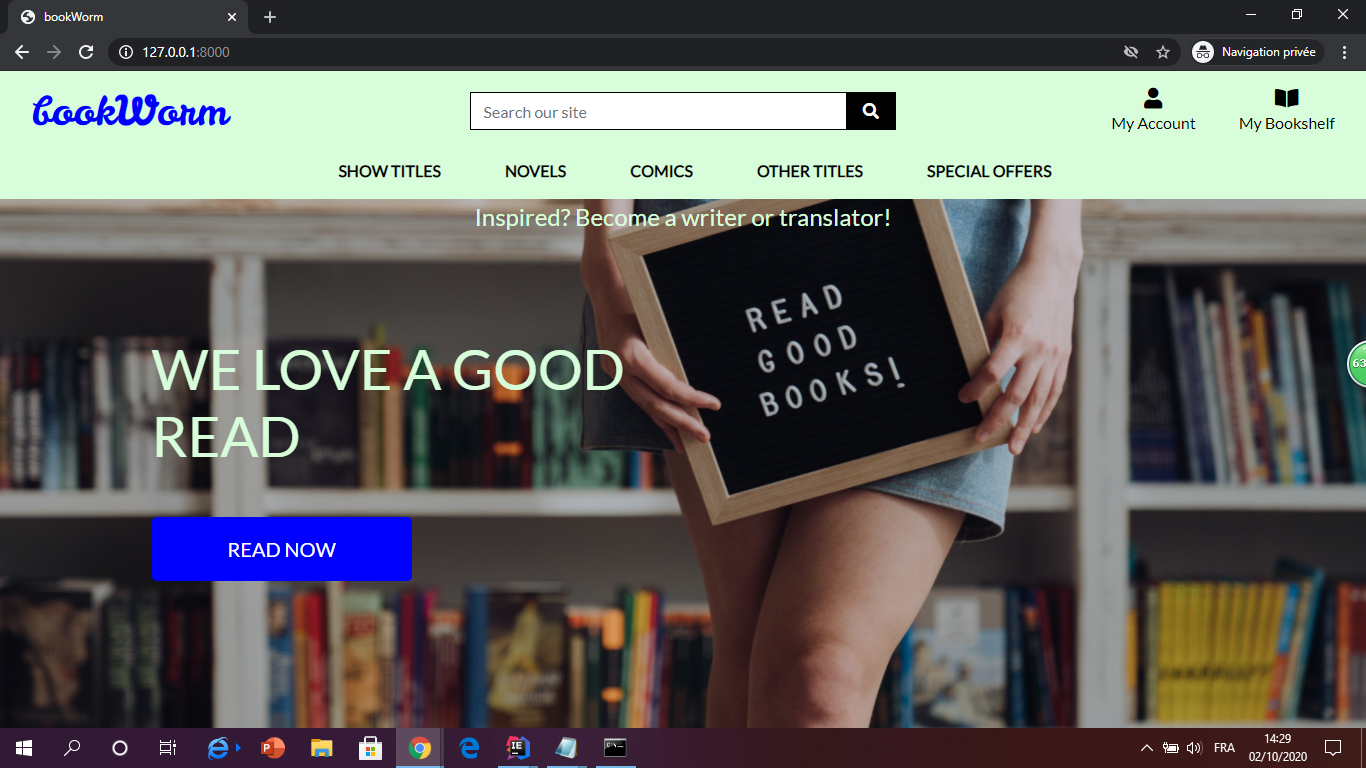 bookWorm
127.0.0.1:8000
Navigation privée
bookWorm
Search our site
My Account
My Bookshelf
SHOW TITLES
NOVELS
COMICS
OTHER TITLES
SPECIAL OFFERS
Inspired? Become a writer or translator!
READ
GOOD
BOOKS!
WE LOVE A GOOD
READ
63
READ NOW
FRA
14:29
02/10/2020